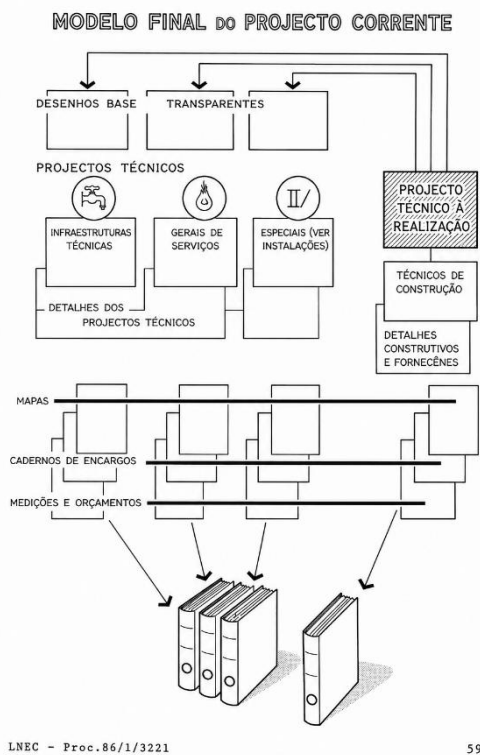 MODELO FINAL DO PROJECTO CORRENTE
DESENHOS BASE
TRANSPARENTES
PROJECTOS TÉCNICOS
II/
PROJECTO
TÉCNICO À
REALIZAÇÃO
INFRAESTRUTURAS
TÉCNICAS
GERAIS DE
SERVIÇOS
ESPECIAIS (VER
INSTALAÇÕES)
TÉCNICOS DE
CONSTRUÇÃO
DETALHES DOS
PROJECTOS TÉCNICOS
DETALHES
CONSTRUTIVOS
E FORNECÊNES
MAPAS
CADERNOS DE ENCARGOS
MEDIÇÕES E ORÇAMENTOS
LNEC - Proc.86/1/3221
59